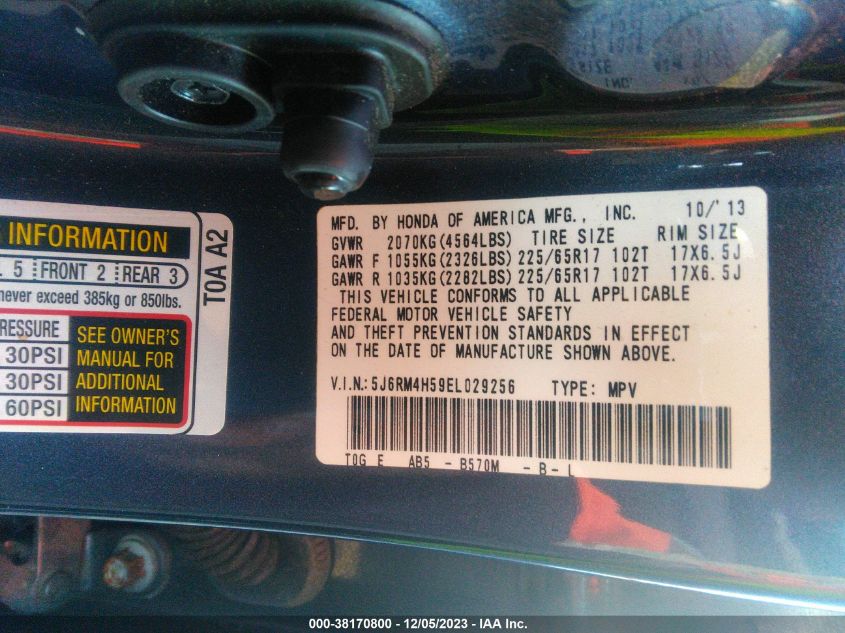 INFORMATION
5 FRONT 2 REAR 3
never exceed 385kg or 850lbs.
PRESSURE
30PSI
30PSI
60PSI
SEE OWNER'S
MANUAL FOR
ADDITIONAL
INFORMATION
T0A A2
MFD. BY HONDA OF AMERICA MFG., INC. 10/'13
GVWR 2070KG(4564LBS) TIRE SIZE RIM SIZE
GAWR F 1055KG(2326LBS) 225/65R17 102T 17X6.5J
GAWR R 1035KG(2282LBS) 225/65R17 102T 17X6.5J
THIS VEHICLE CONFORMS TO ALL APPLICABLE
FEDERAL MOTOR VEHICLE SAFETY
AND THEFT PREVENTION STANDARDS IN EFFECT
ON THE DATE OF MANUFACTURE SHOWN ABOVE.
V.I.N.:5J6RM4H59EL029256 TYPE: MPV
T0G E AB5 - B570M - B - L
000-38170800 - 12/05/2023 - IAA Inc.